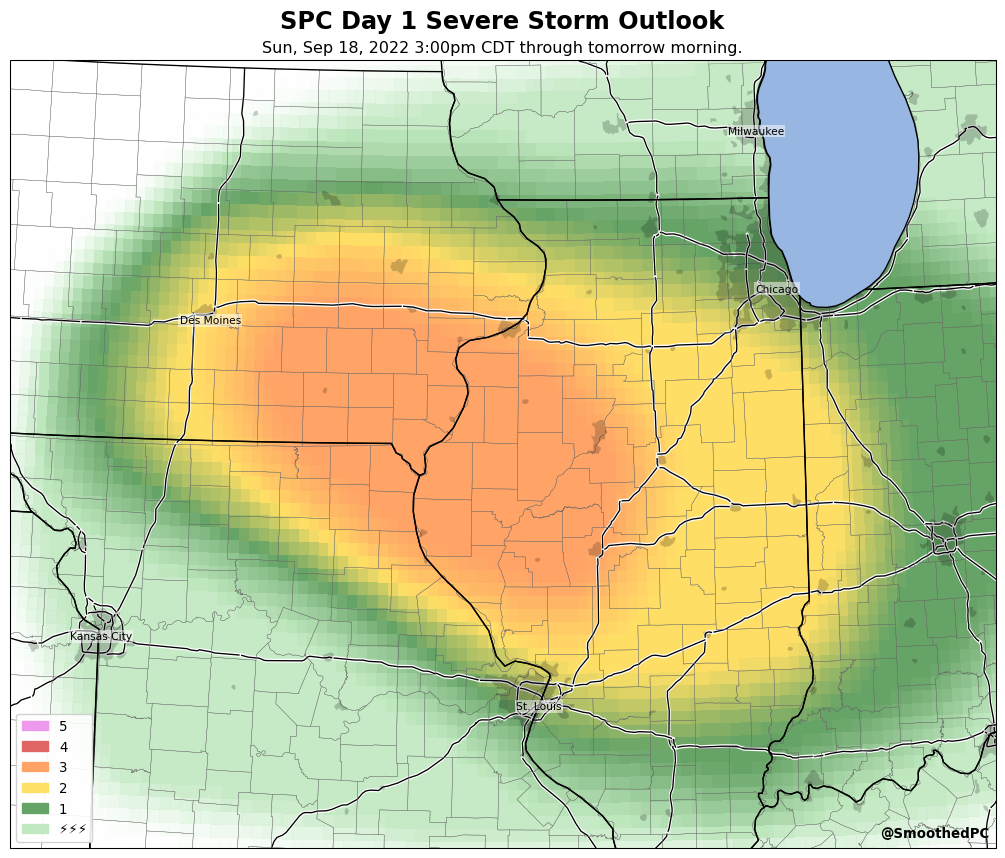 SPC Day 1 Severe Storm Outlook
Sun, Sep 18, 2022 3:00pm CDT through tomorrow morning.
Milwaukee
Chicago
Des Moines
Kansas City
St. Louis
5
4
3
2
1
⚡⚡⚡
@SmoothedPC